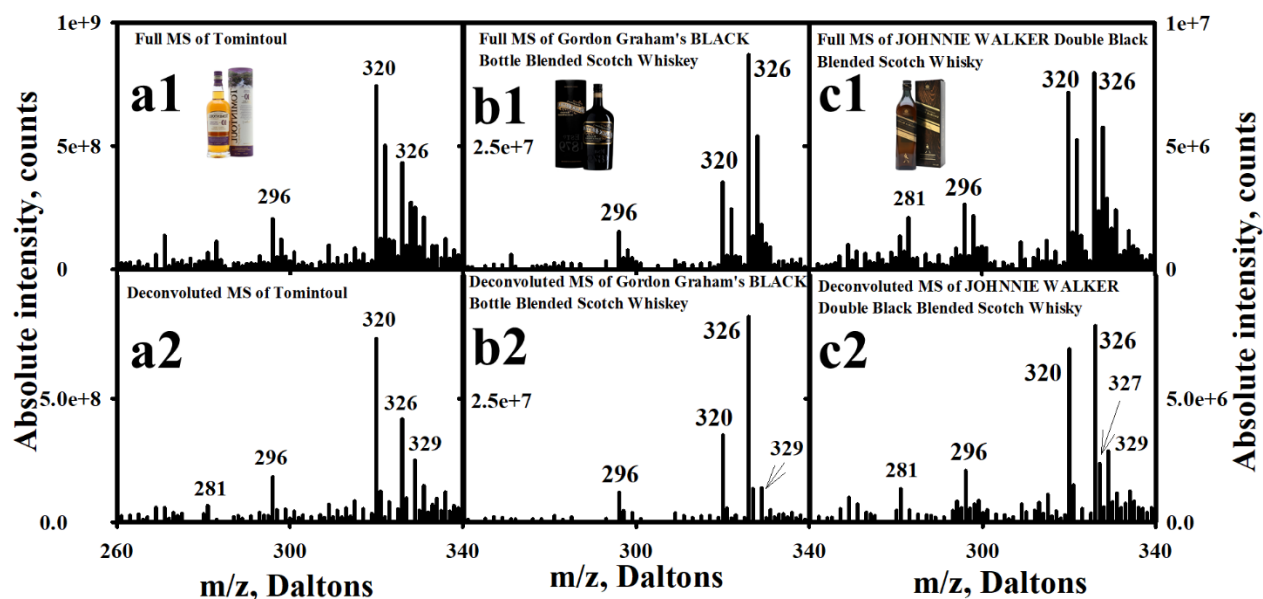 1e+9
5e+8
0
Absolute intensity, counts
Full MS of Tomintoul
a1
TOMINTOUL
296
320
326
Full MS of Gordon Graham's BLACK
Bottle Blended Scotch Whiskey
b1
2.5e+7
296
320
326
Full MS of JOHNNIE WALKER Double Black
Blended Scotch Whisky
c1
281
296
320
326
1e+7
5e+6
0
Absolute intensity, counts
5.0e+8
0.0
Deconvoluted MS of Tomintoul
a2
281
296
320
326
329
Deconvoluted MS of Gordon Graham's BLACK
Bottle Blended Scotch Whiskey
b2
2.5e+7
296
320
326
329
Deconvoluted MS of JOHNNIE WALKER
Double Black Blended Scotch Whisky
c2
281
296
320
326
327
329
5.0e+6
0.0
260
300
340
300
340
300
340
m/z, Daltons
m/z, Daltons
m/z, Daltons